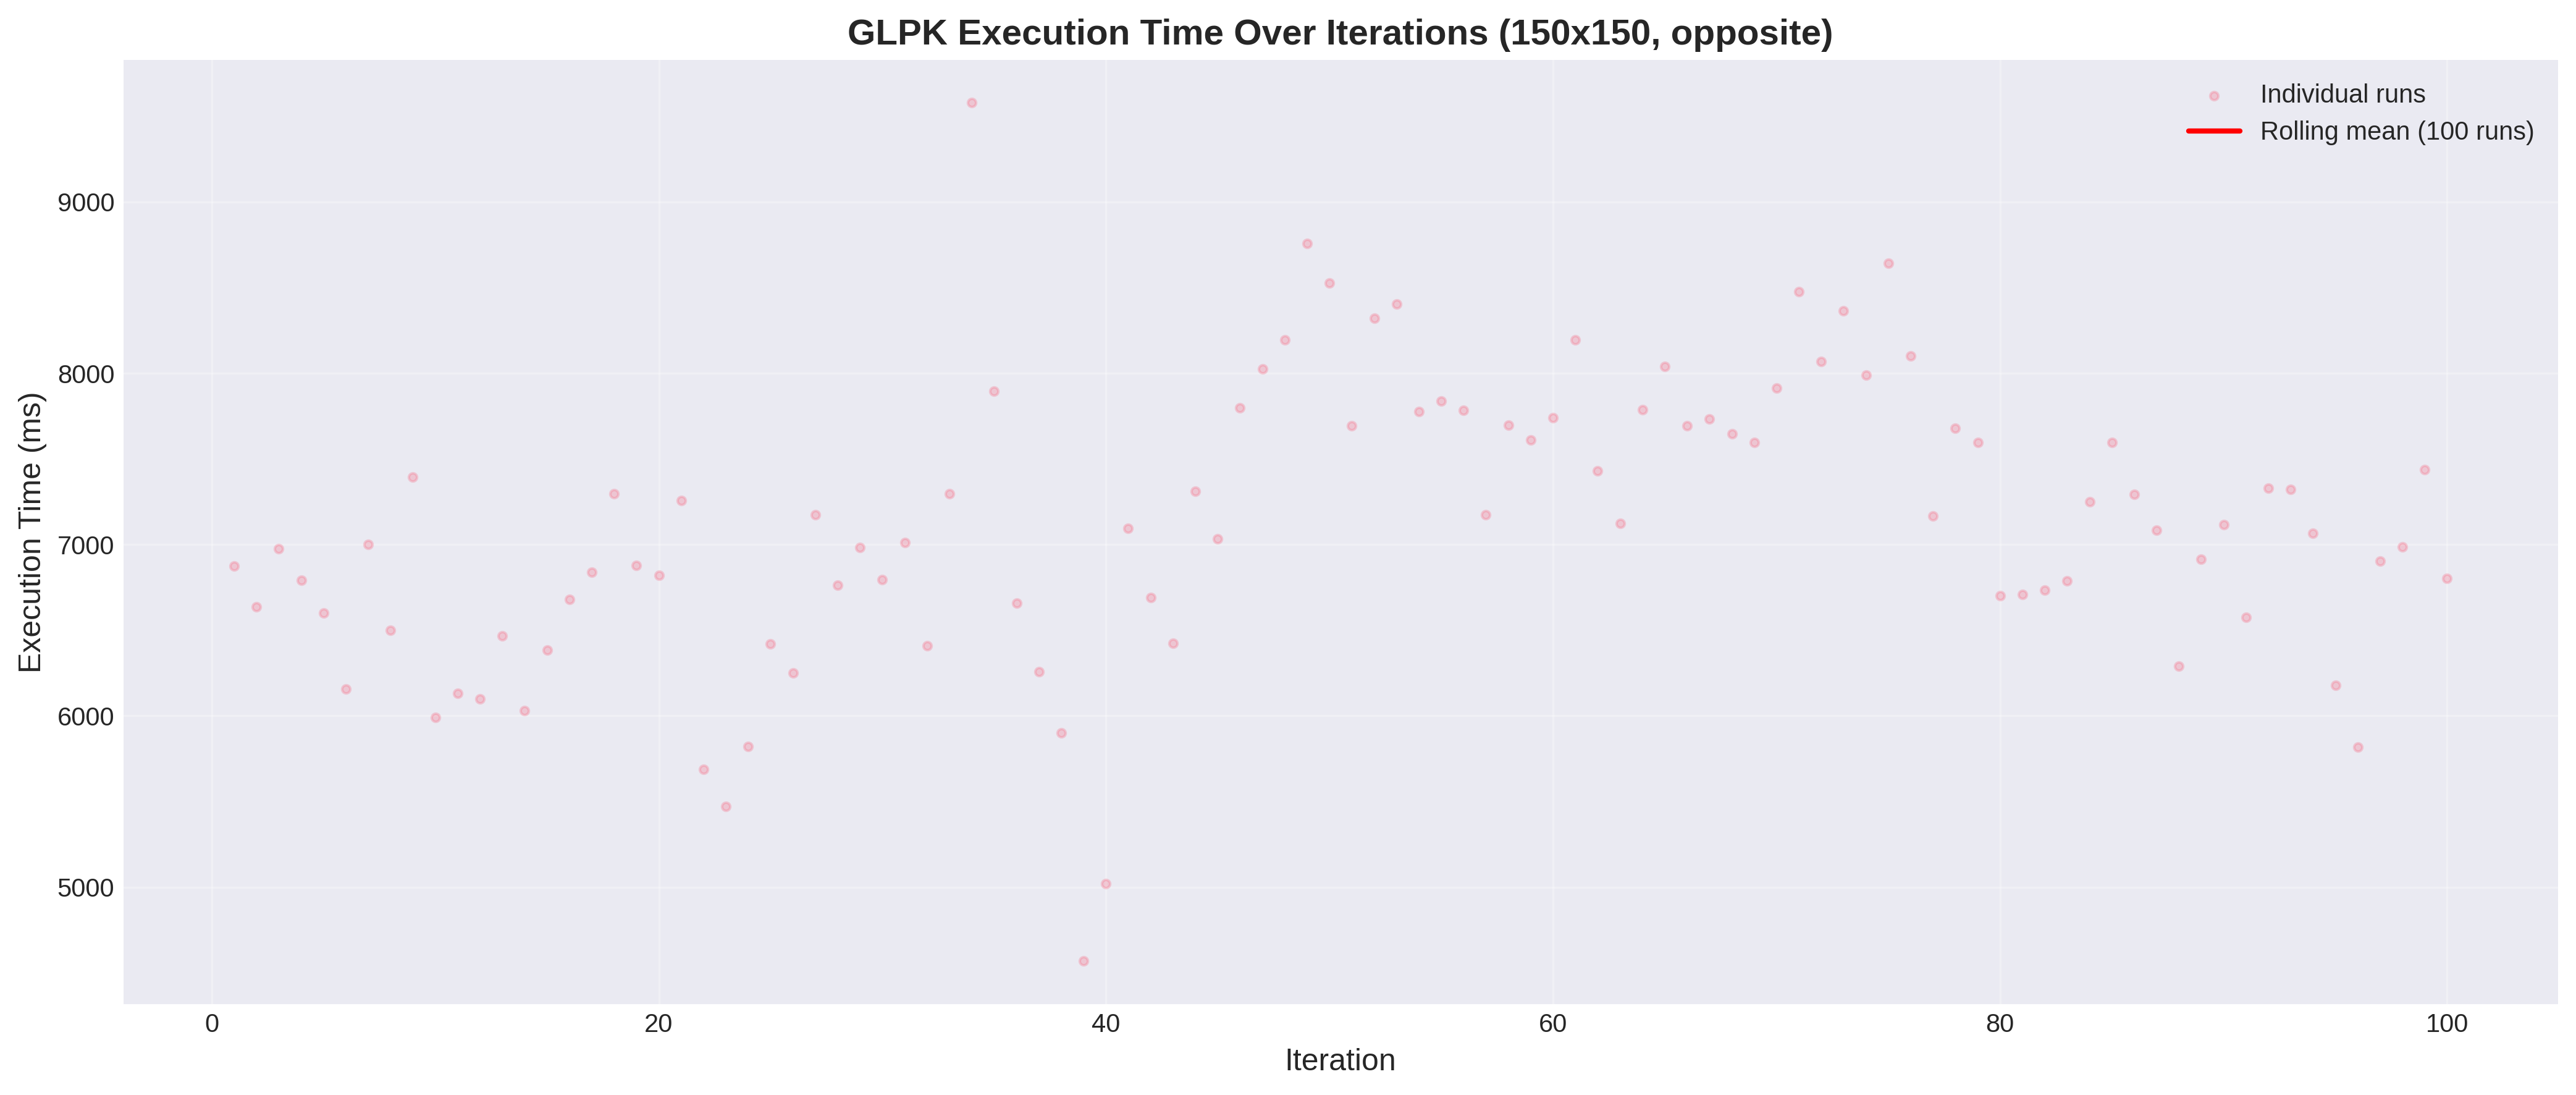 GLPK Execution Time Over Iterations (150x150, opposite)
Individual runs
Rolling mean (100 runs)
Execution Time (ms)
9000
8000
7000
6000
5000
0 20 40 60 80 100
Iteration